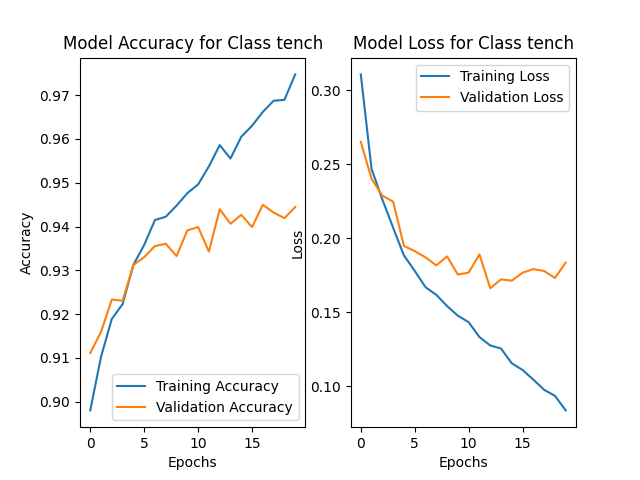 Model Accuracy for Class tench
Accuracy
0.97
0.96
0.95
0.94
0.93
0.92
0.91
0.90
0
5
10
15
Epochs
Training Accuracy
Validation Accuracy
Model Loss for Class tench
Loss
0.30
0.25
0.20
0.15
0.10
0
5
10
15
Epochs
Training Loss
Validation Loss